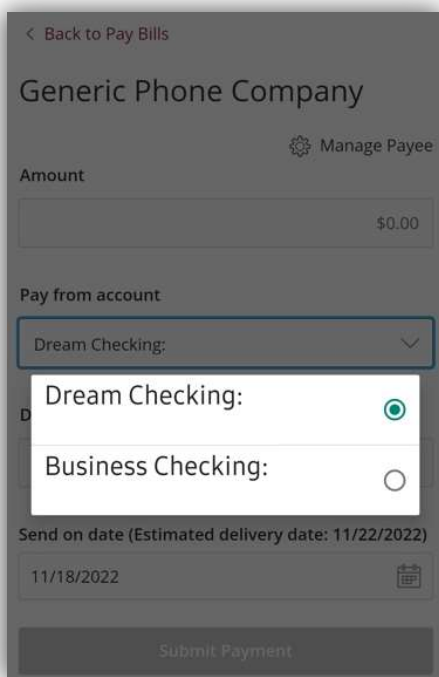 < Back to Pay Bills
Generic Phone Company
Manage Payee
Amount
$0.00
Pay from account
Dream Checking:
Dream Checking:
D
Business Checking:
Send on date (Estimated delivery date: 11/22/2022)
11/18/2022
Submit Payment